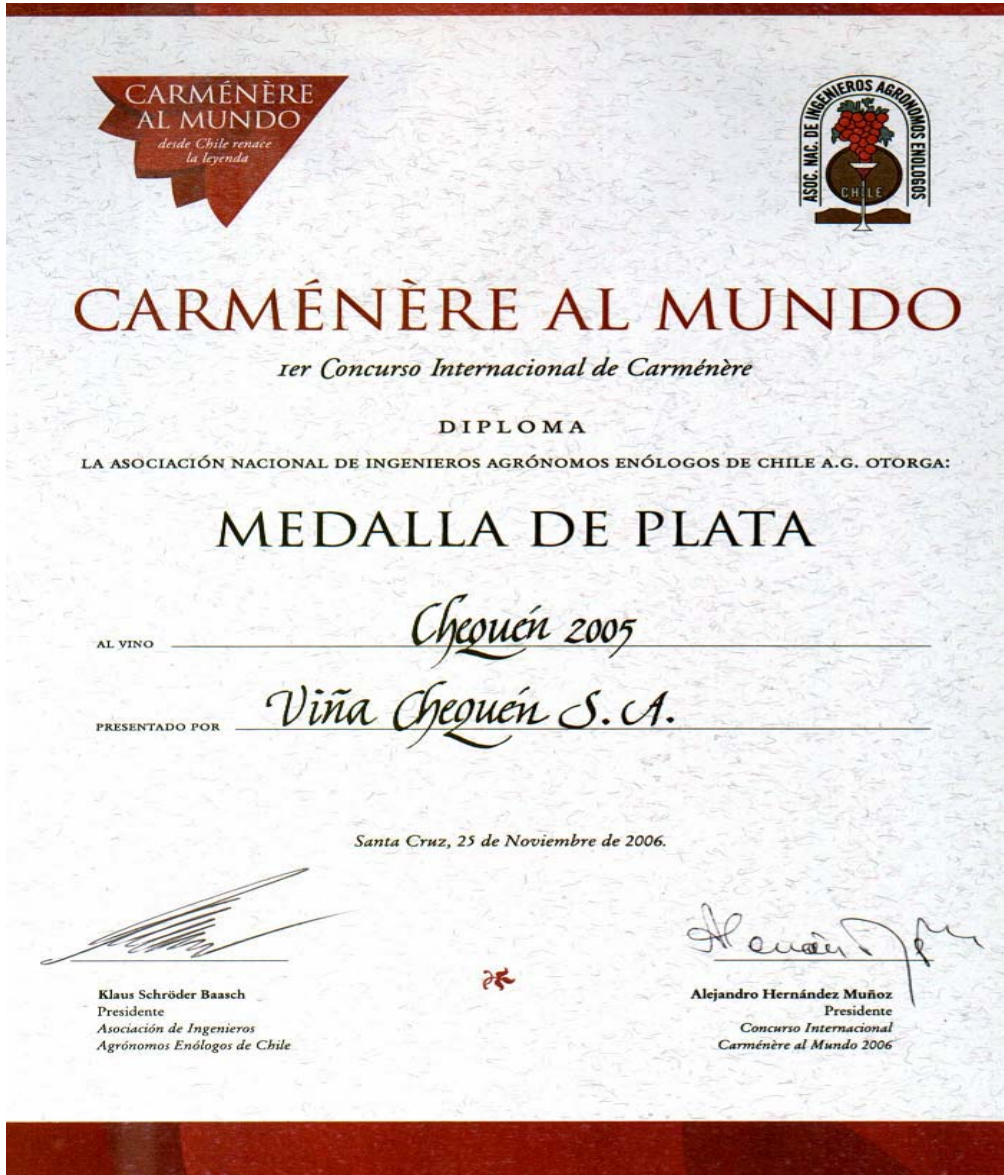 CARMÉNÈRE
AL MUNDO
desde Chile renace
la leyenda
ASOC. NAC. DE INGENIEROS AGRONOMOS ENOLOGOS
CHILE
CARMÉNÈRE AL MUNDO
1er Concurso Internacional de Carménère
DIPLOMA
LA ASOCIACIÓN NACIONAL DE INGENIEROS AGRÓNOMOS ENÓLOGOS DE CHILE A.G. OTORGA:
MEDALLA DE PLATA
AL VINO Chequén 2005
PRESENTADO POR Viña Chequén S. A.
Santa Cruz, 25 de Noviembre de 2006.
Klaus Schröder Baasch
Presidente
Asociación de Ingenieros
Agrónomos Enólogos de Chile
Alejandro Hernández Muñoz
Presidente
Concurso Internacional
Carménère al Mundo 2006